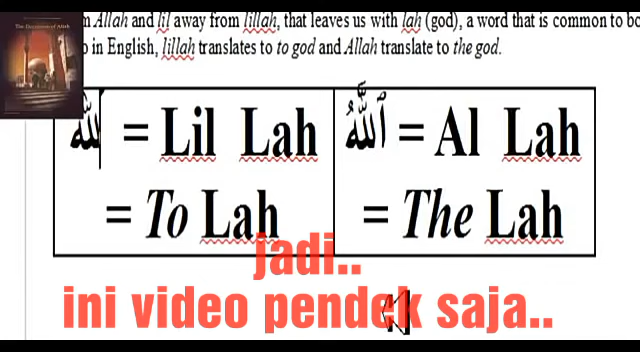 Allah and lil away from lillah, that leaves us with lah (god), a word that is common to
in English, lillah translates to to god and Allah translate to the god.
لله = Lil Lah
= To Lah
ٱللَّٰهُ = Al Lah
= The Lah
jadi..
ini video pendek saja..